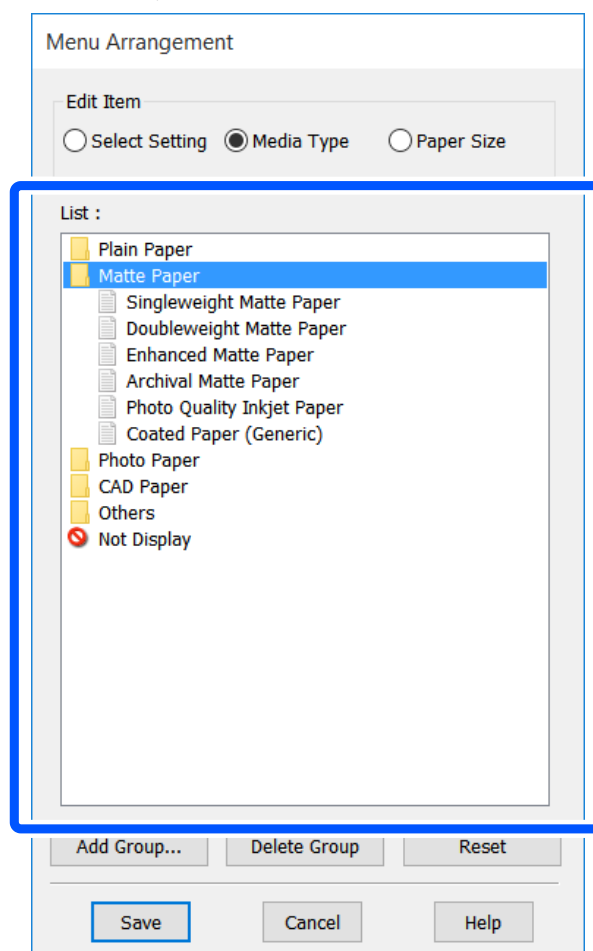 Menu Arrangement
Edit Item
Select Setting Media Type Paper Size
List :
Plain Paper
Matte Paper
Singleweight Matte Paper
Doubleweight Matte Paper
Enhanced Matte Paper
Archival Matte Paper
Photo Quality Inkjet Paper
Coated Paper (Generic)
Photo Paper
CAD Paper
Others
Not Display
Add Group... Delete Group Reset
Save Cancel Help